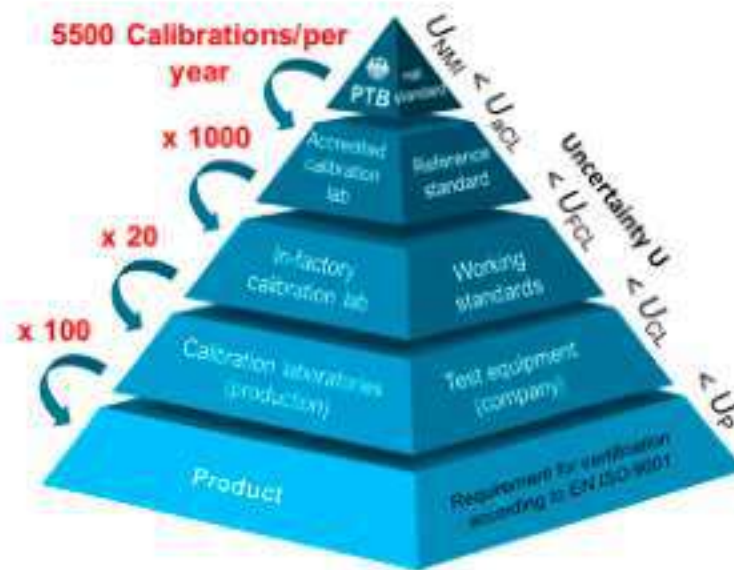 5500 Calibrations/per
year
PTB
standard
x 1000
Accredited
calibration
lab
Reference
standard
x 20
In-factory
calibration lab
Working
standards
x 100
Calibration laboratories
(production)
Test equipment
(company)
Product
Requirement for certification
according to EN ISO 9001
U_NMI < U_aCL < U_FCL < U_CL < U_P
Uncertainty U